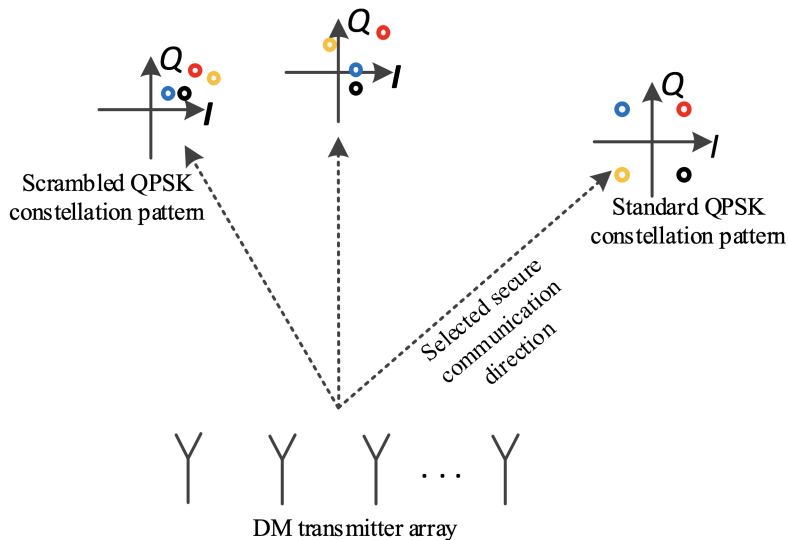 Q
I
Scrambled QPSK
constellation pattern
Q
I
Q
I
Standard QPSK
constellation pattern
Selected secure
communication
direction
. . .
DM transmitter array